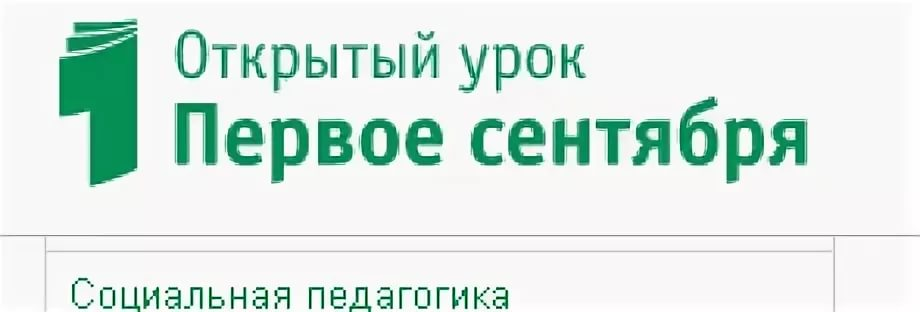 Открытый урок
Первое сентября
Социальная педагогика